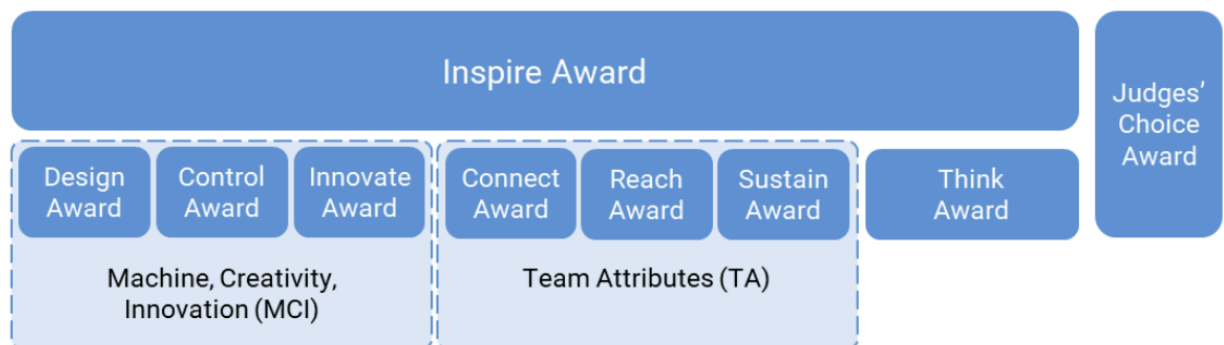 Inspire Award
Judges’
Choice
Award
Design
Award
Control
Award
Innovate
Award
Connect
Award
Reach
Award
Sustain
Award
Think
Award
Machine, Creativity,
Innovation (MCI)
Team Attributes (TA)